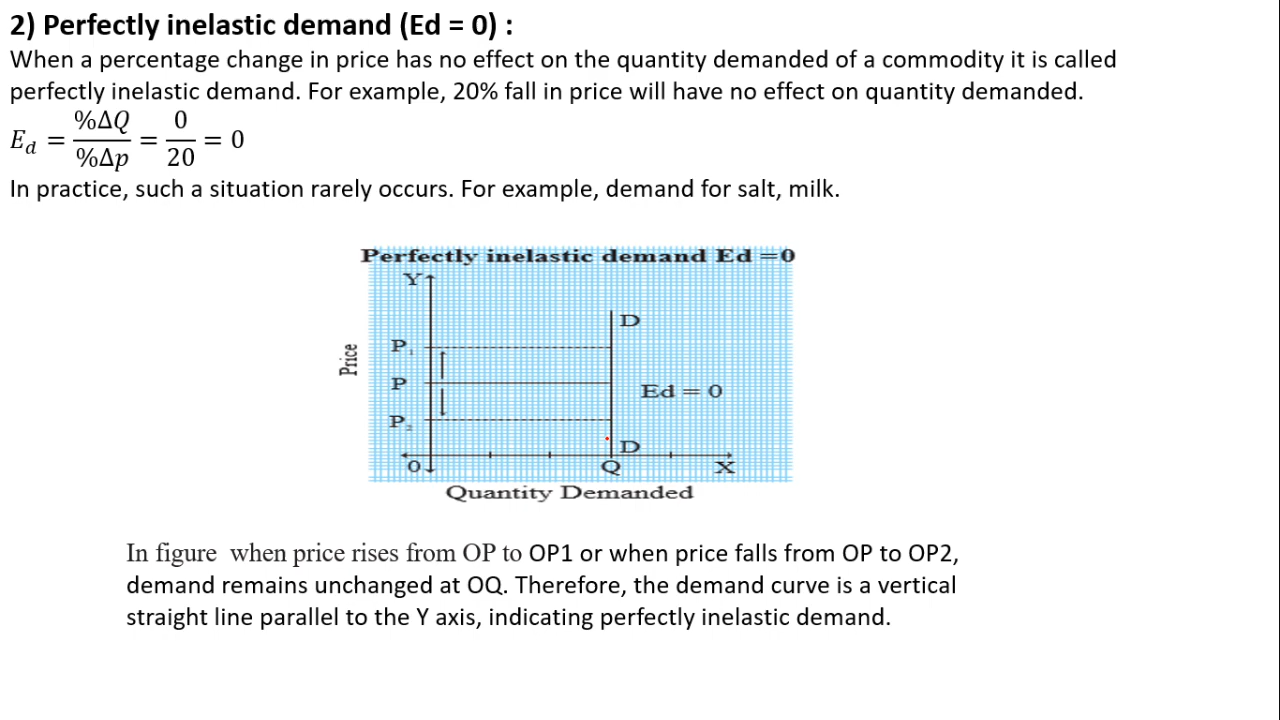 2) Perfectly inelastic demand (Ed = 0) :
When a percentage change in price has no effect on the quantity demanded of a commodity it is called
perfectly inelastic demand. For example, 20% fall in price will have no effect on quantity demanded.
E_d = %ΔQ / %Δp = 0 / 20 = 0
In practice, such a situation rarely occurs. For example, demand for salt, milk.
Perfectly inelastic demand Ed =0
Y
D
P₁
Price
P
Ed = 0
P₂
D
0
Q
X
Quantity Demanded
In figure when price rises from OP to OP1 or when price falls from OP to OP2,
demand remains unchanged at OQ. Therefore, the demand curve is a vertical
straight line parallel to the Y axis, indicating perfectly inelastic demand.